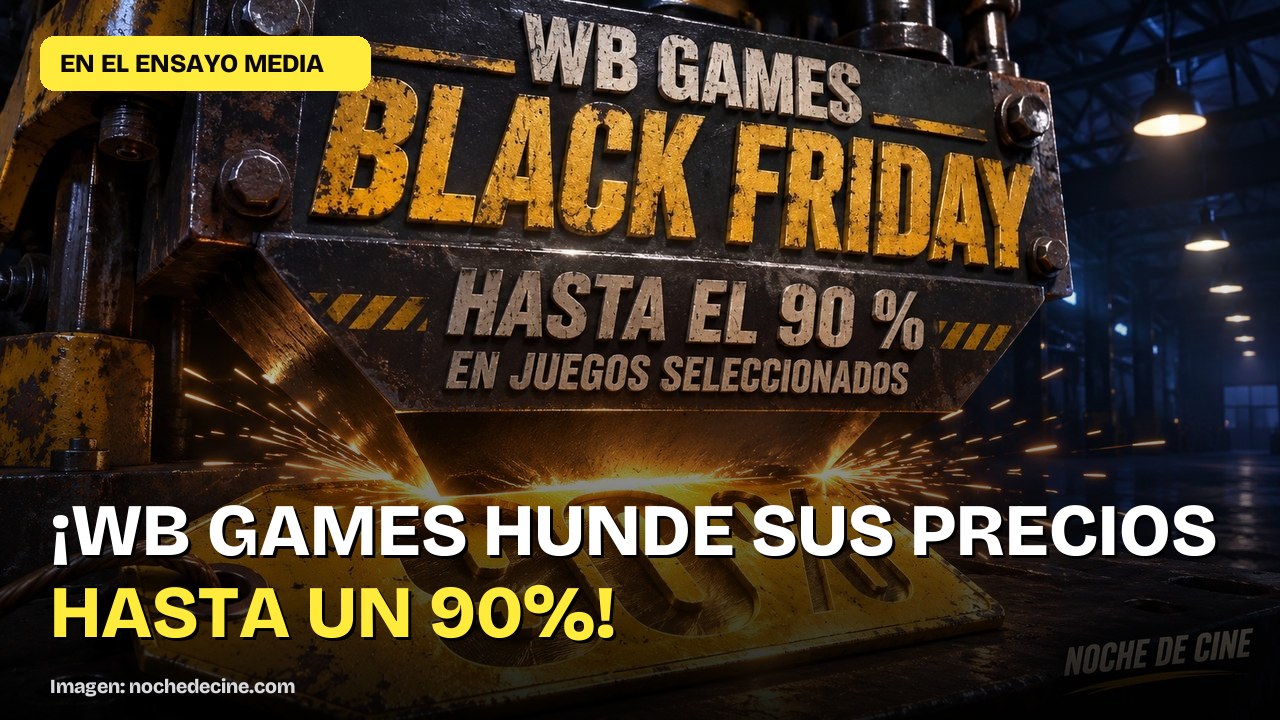 EN EL ENSAYO MEDIA
WB GAMES
BLACK FRIDAY
HASTA EL 90 %
EN JUEGOS SELECCIONADOS
90%
¡WB GAMES HUNDE SUS PRECIOS
HASTA UN 90%!
NOCHE DE CINE
Imagen: nochedecine.com